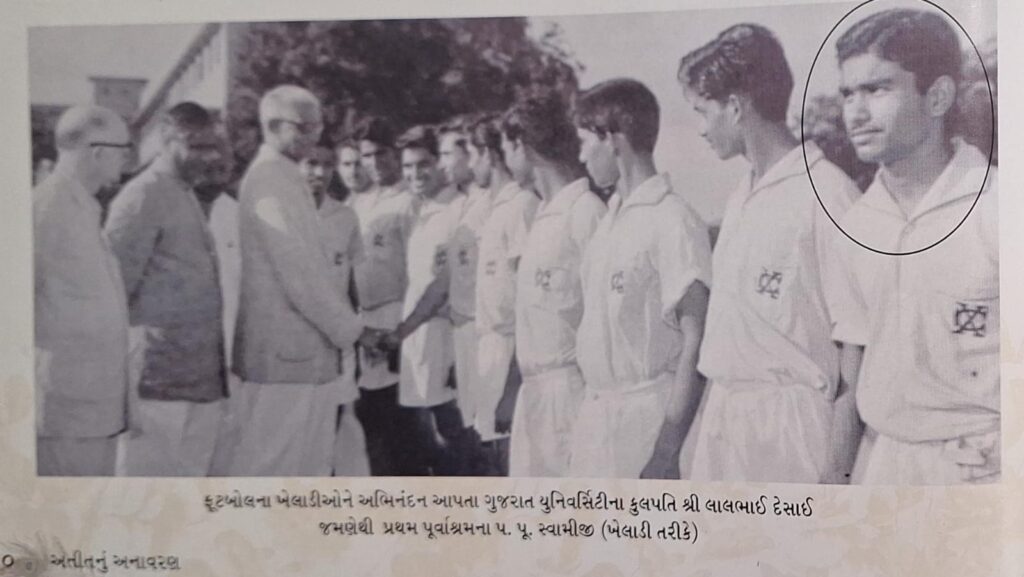 ફૂટબોલના ખેલાડીઓને અભિનંદન આપતા ગુજરાત યુનિવર્સિટીના કુલપતિ શ્રી લાલભાઈ દેસાઈ
જમણેથી પ્રથમ પૂર્વાશ્રમના પ. પૂ. સ્વામીજી (ખેલાડી તરીકે)
અતીતનું અનાવરણ